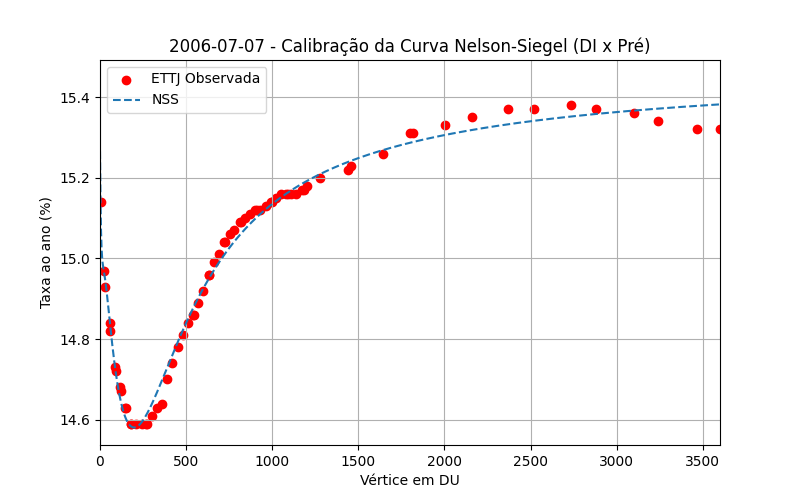 2006-07-07 - Calibração da Curva Nelson-Siegel (DI x Pré)
ETTJ Observada
NSS
Taxa ao ano (%)
15.4
15.2
15.0
14.8
14.6
0 500 1000 1500 2000 2500 3000 3500
Vértice em DU